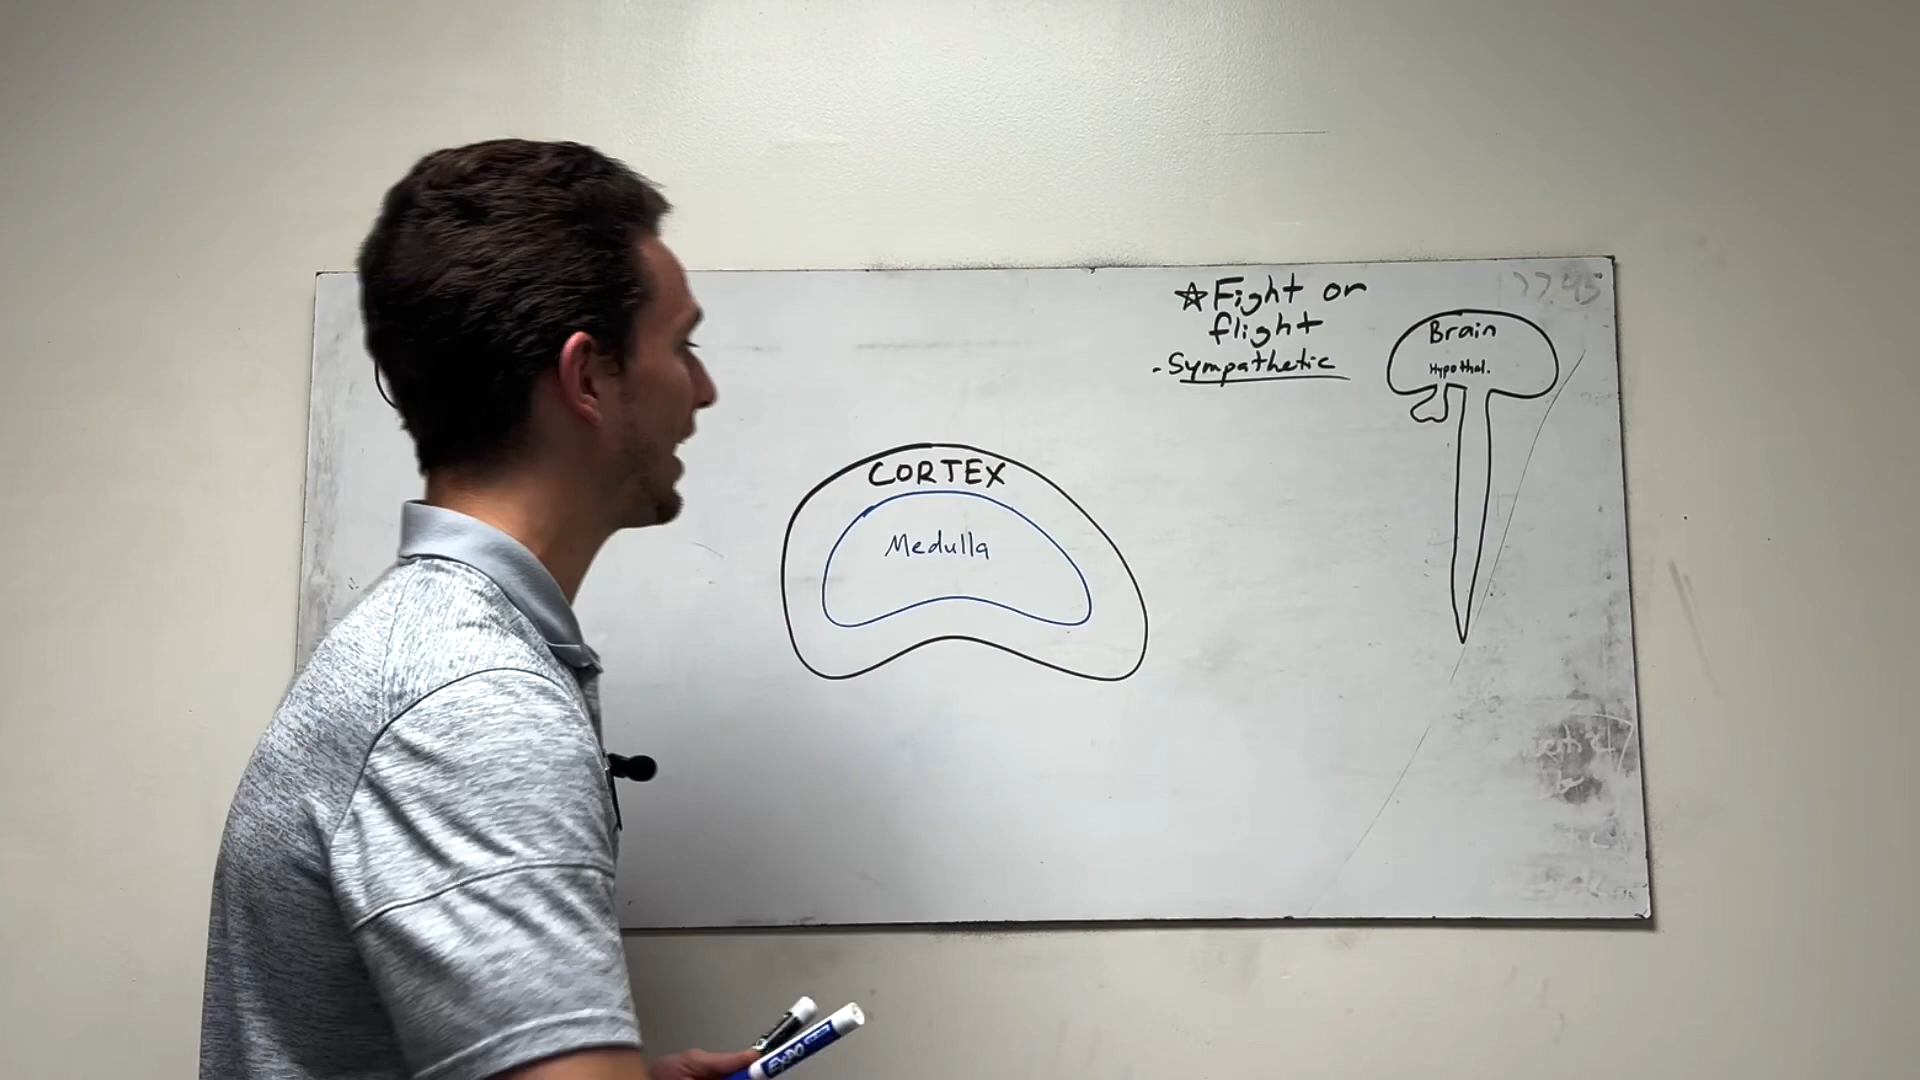 ☆Fight or
flight
-Sympathetic
Brain
Hypothal.
CORTEX
Medulla
EXPO